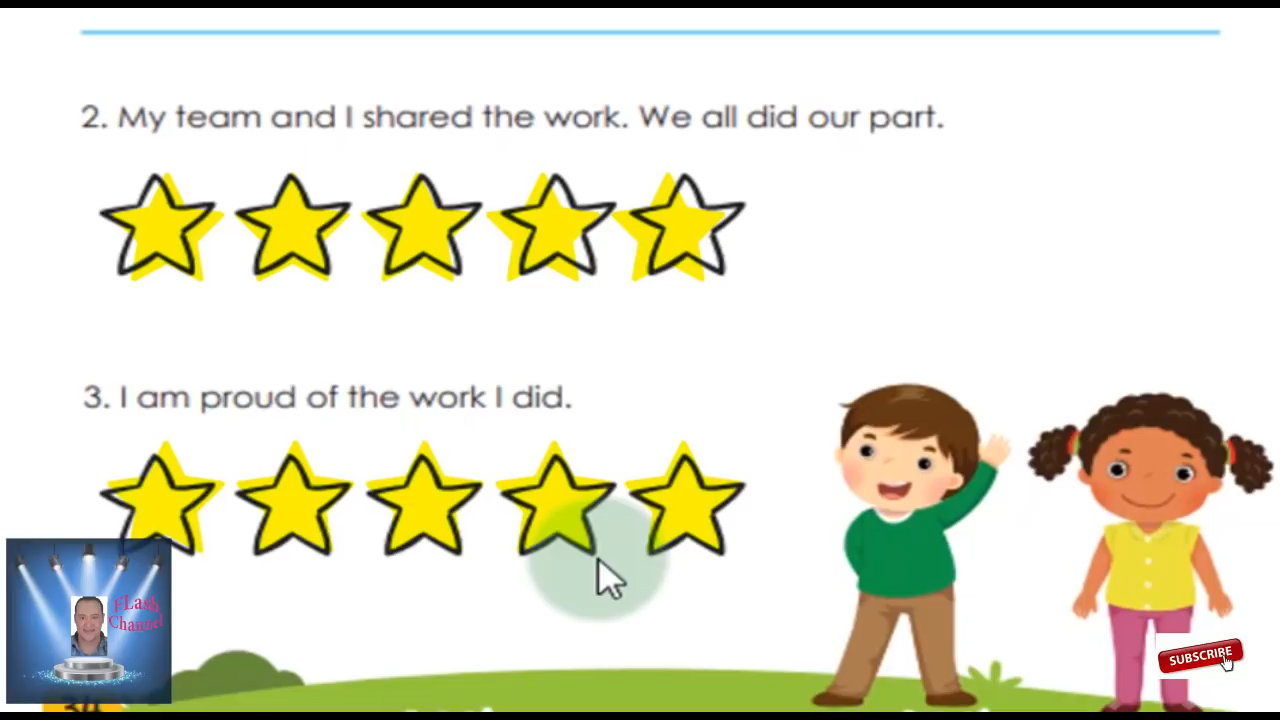 2. My team and I shared the work. We all did our part.
3. I am proud of the work I did.
FLash
Channel
SUBSCRIBE